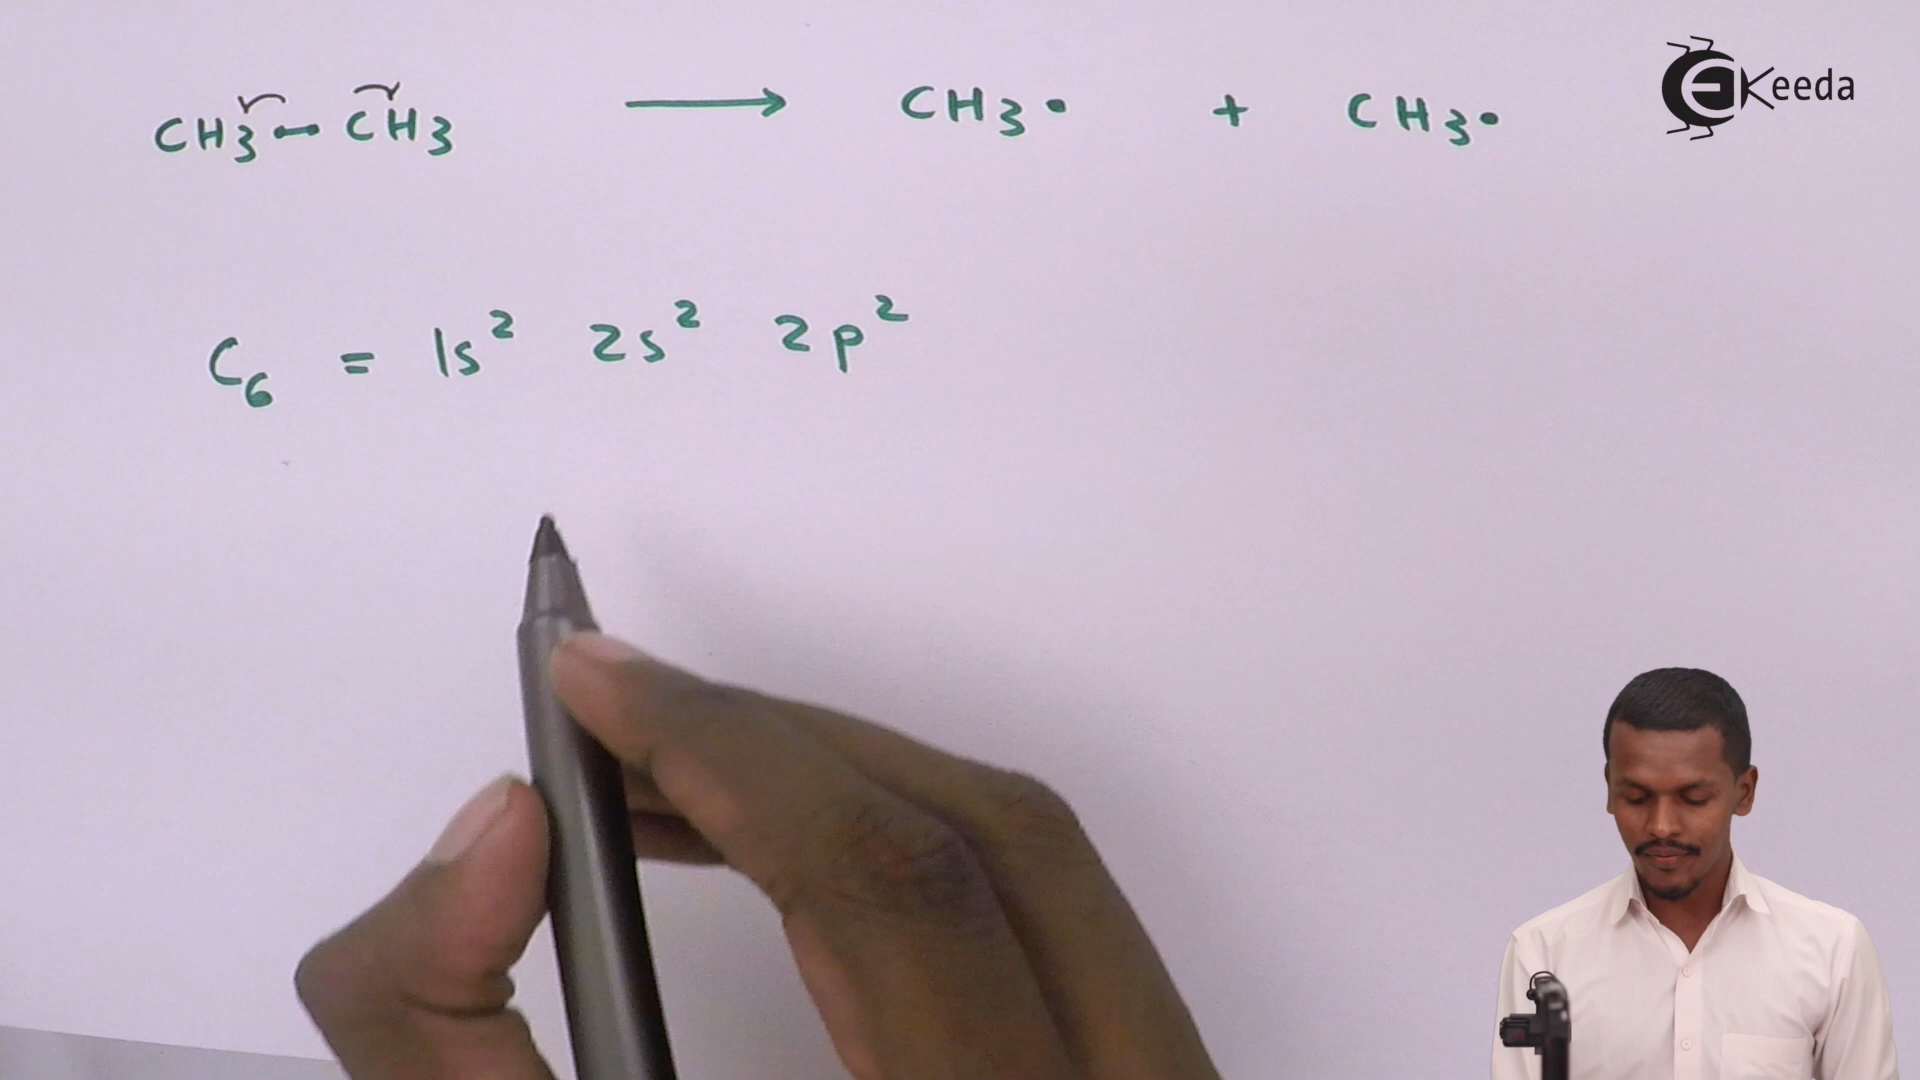 CH3 — CH3 ⟶ CH3• + CH3•
EKeeda
C6 = 1s² 2s² 2p²